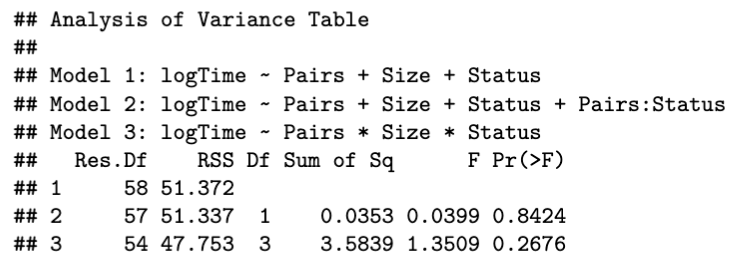 ## Analysis of Variance Table
##
## Model 1: logTime ~ Pairs + Size + Status
## Model 2: logTime ~ Pairs + Size + Status + Pairs:Status
## Model 3: logTime ~ Pairs * Size * Status
##   Res.Df    RSS Df Sum of Sq      F Pr(>F)
## 1     58 51.372
## 2     57 51.337  1    0.0353 0.0399 0.8424
## 3     54 47.753  3    3.5839 1.3509 0.2676